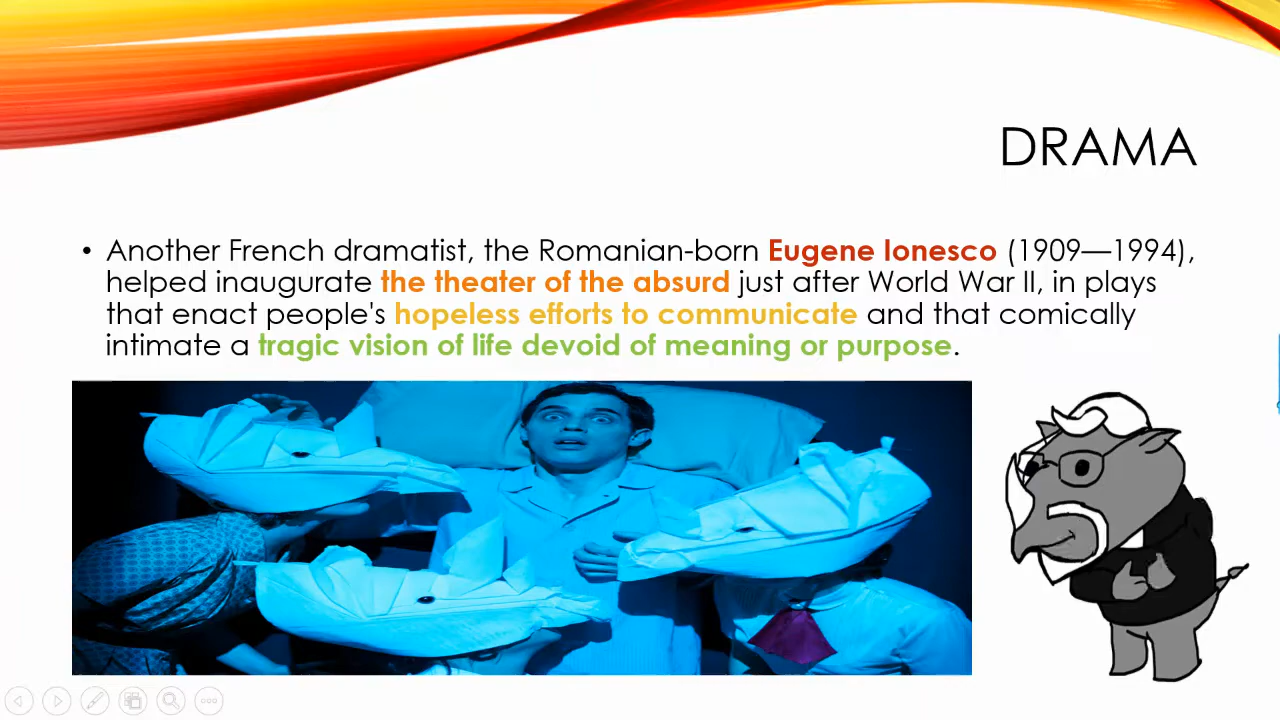 DRAMA
• Another French dramatist, the Romanian-born Eugene Ionesco (1909—1994),
helped inaugurate the theater of the absurd just after World War II, in plays
that enact people's hopeless efforts to communicate and that comically
intimate a tragic vision of life devoid of meaning or purpose.